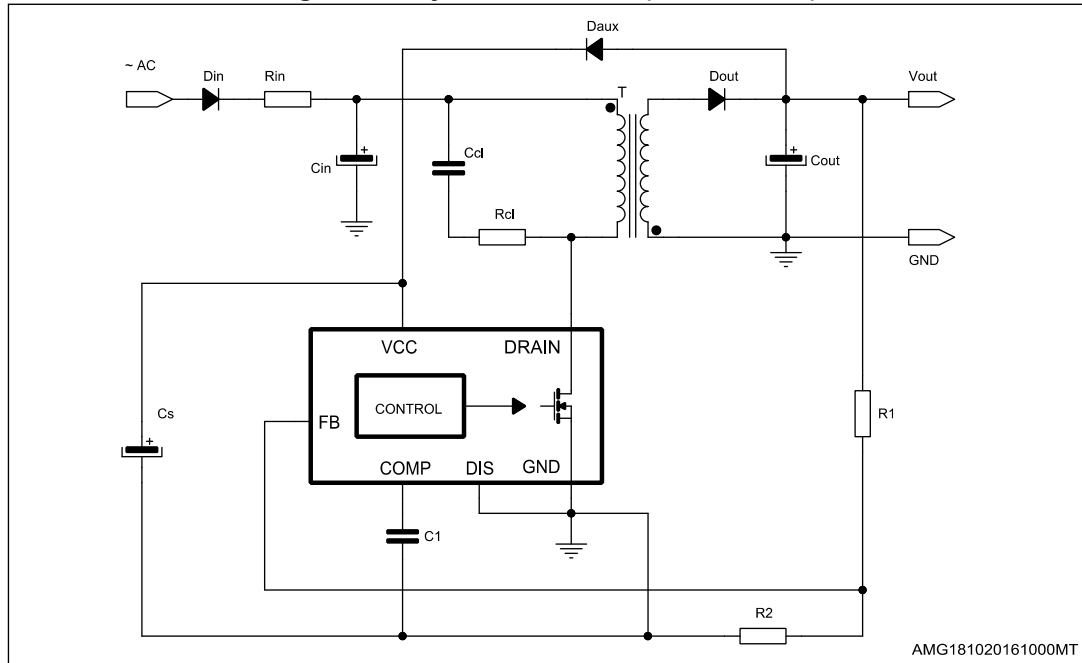 Daux
~ AC
Din
Rin
T
Dout
Vout
+
Cin
Ccl
+
Cout
Rcl
GND
VCC
DRAIN
CONTROL
FB
R1
Cs
+
COMP
DIS
GND
C1
R2
AMG181020161000MT